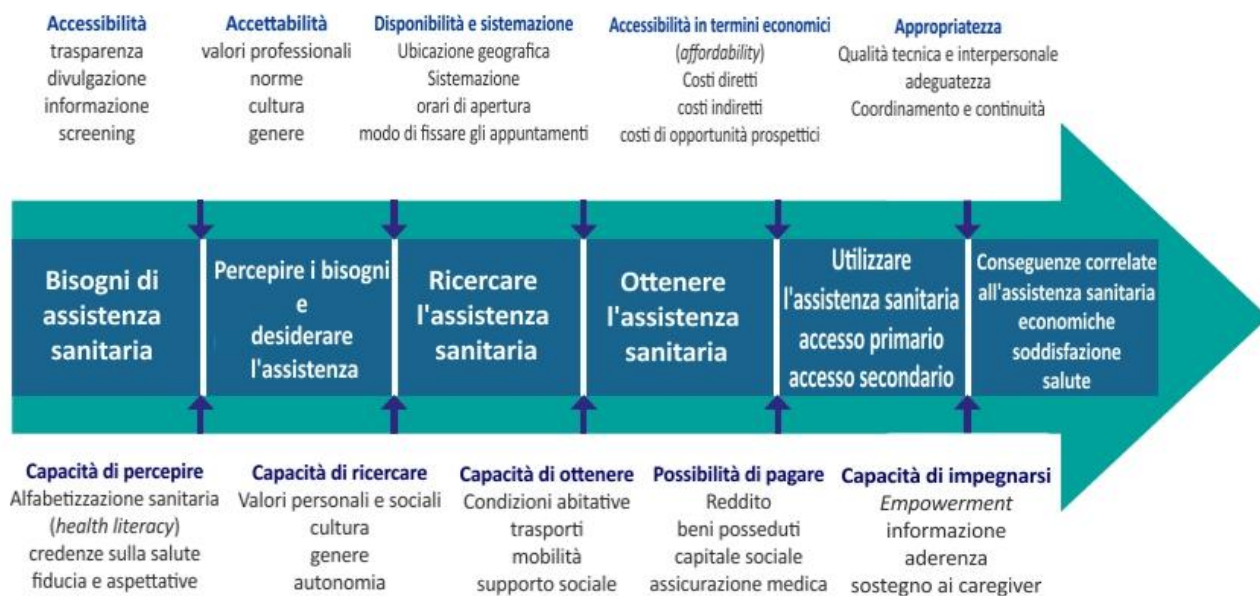 Accessibilità
trasparenza
divulgazione
informazione
screening
Accettabilità
valori professionali
norme
cultura
genere
Disponibilità e sistemazione
Ubicazione geografica
Sistemazione
orari di apertura
modo di fissare gli appuntamenti
Accessibilità in termini economici
(affordability)
Costi diretti
costi indiretti
costi di opportunità prospettici
Appropriatezza
Qualità tecnica e interpersonale
adeguatezza
Coordinamento e continuità
Bisogni di
assistenza
sanitaria
Percepire i bisogni
e
desiderare
l'assistenza
Ricercare
l'assistenza
sanitaria
Ottenere
l'assistenza
sanitaria
Utilizzare
l'assistenza sanitaria
accesso primario
accesso secondario
Conseguenze correlate
all'assistenza sanitaria
economiche
soddisfazione
salute
Capacità di percepire
Alfabetizzazione sanitaria
(health literacy)
credenze sulla salute
fiducia e aspettative
Capacità di ricercare
Valori personali e sociali
cultura
genere
autonomia
Capacità di ottenere
Condizioni abitative
trasporti
mobilità
supporto sociale
Possibilità di pagare
Reddito
beni posseduti
capitale sociale
assicurazione medica
Capacità di impegnarsi
Empowerment
informazione
aderenza
sostegno ai caregiver